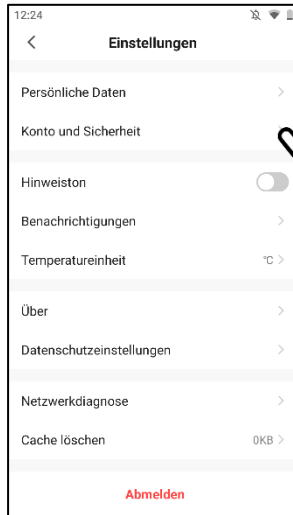 12:24
Einstellungen
Persönliche Daten
Konto und Sicherheit
Hinweiston
Benachrichtigungen
Temperatureinheit °C
Über
Datenschutzeinstellungen
Netzwerkdiagnose
Cache löschen 0KB
Abmelden